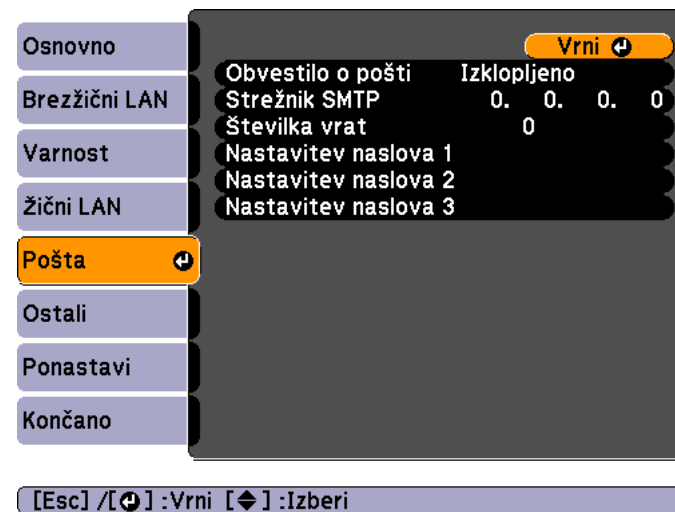 Osnovno
Brezžični LAN
Varnost
Žični LAN
Pošta
Ostali
Ponastavi
Končano
Vrni
Obvestilo o pošti Izklopljeno
Strežnik SMTP 0. 0. 0. 0
Številka vrat 0
Nastavitev naslova 1
Nastavitev naslova 2
Nastavitev naslova 3
[Esc] /[↵] :Vrni [◆] :Izberi